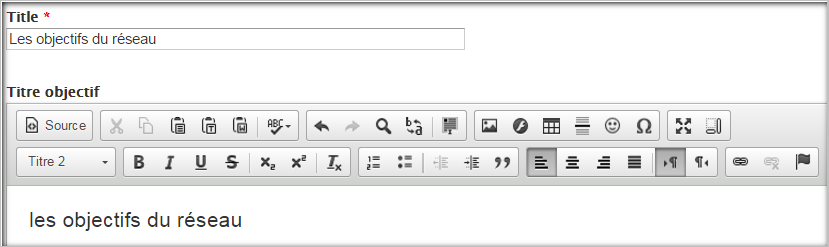 Title *
Les objectifs du réseau
Titre objectif
Source
Titre 2
les objectifs du réseau